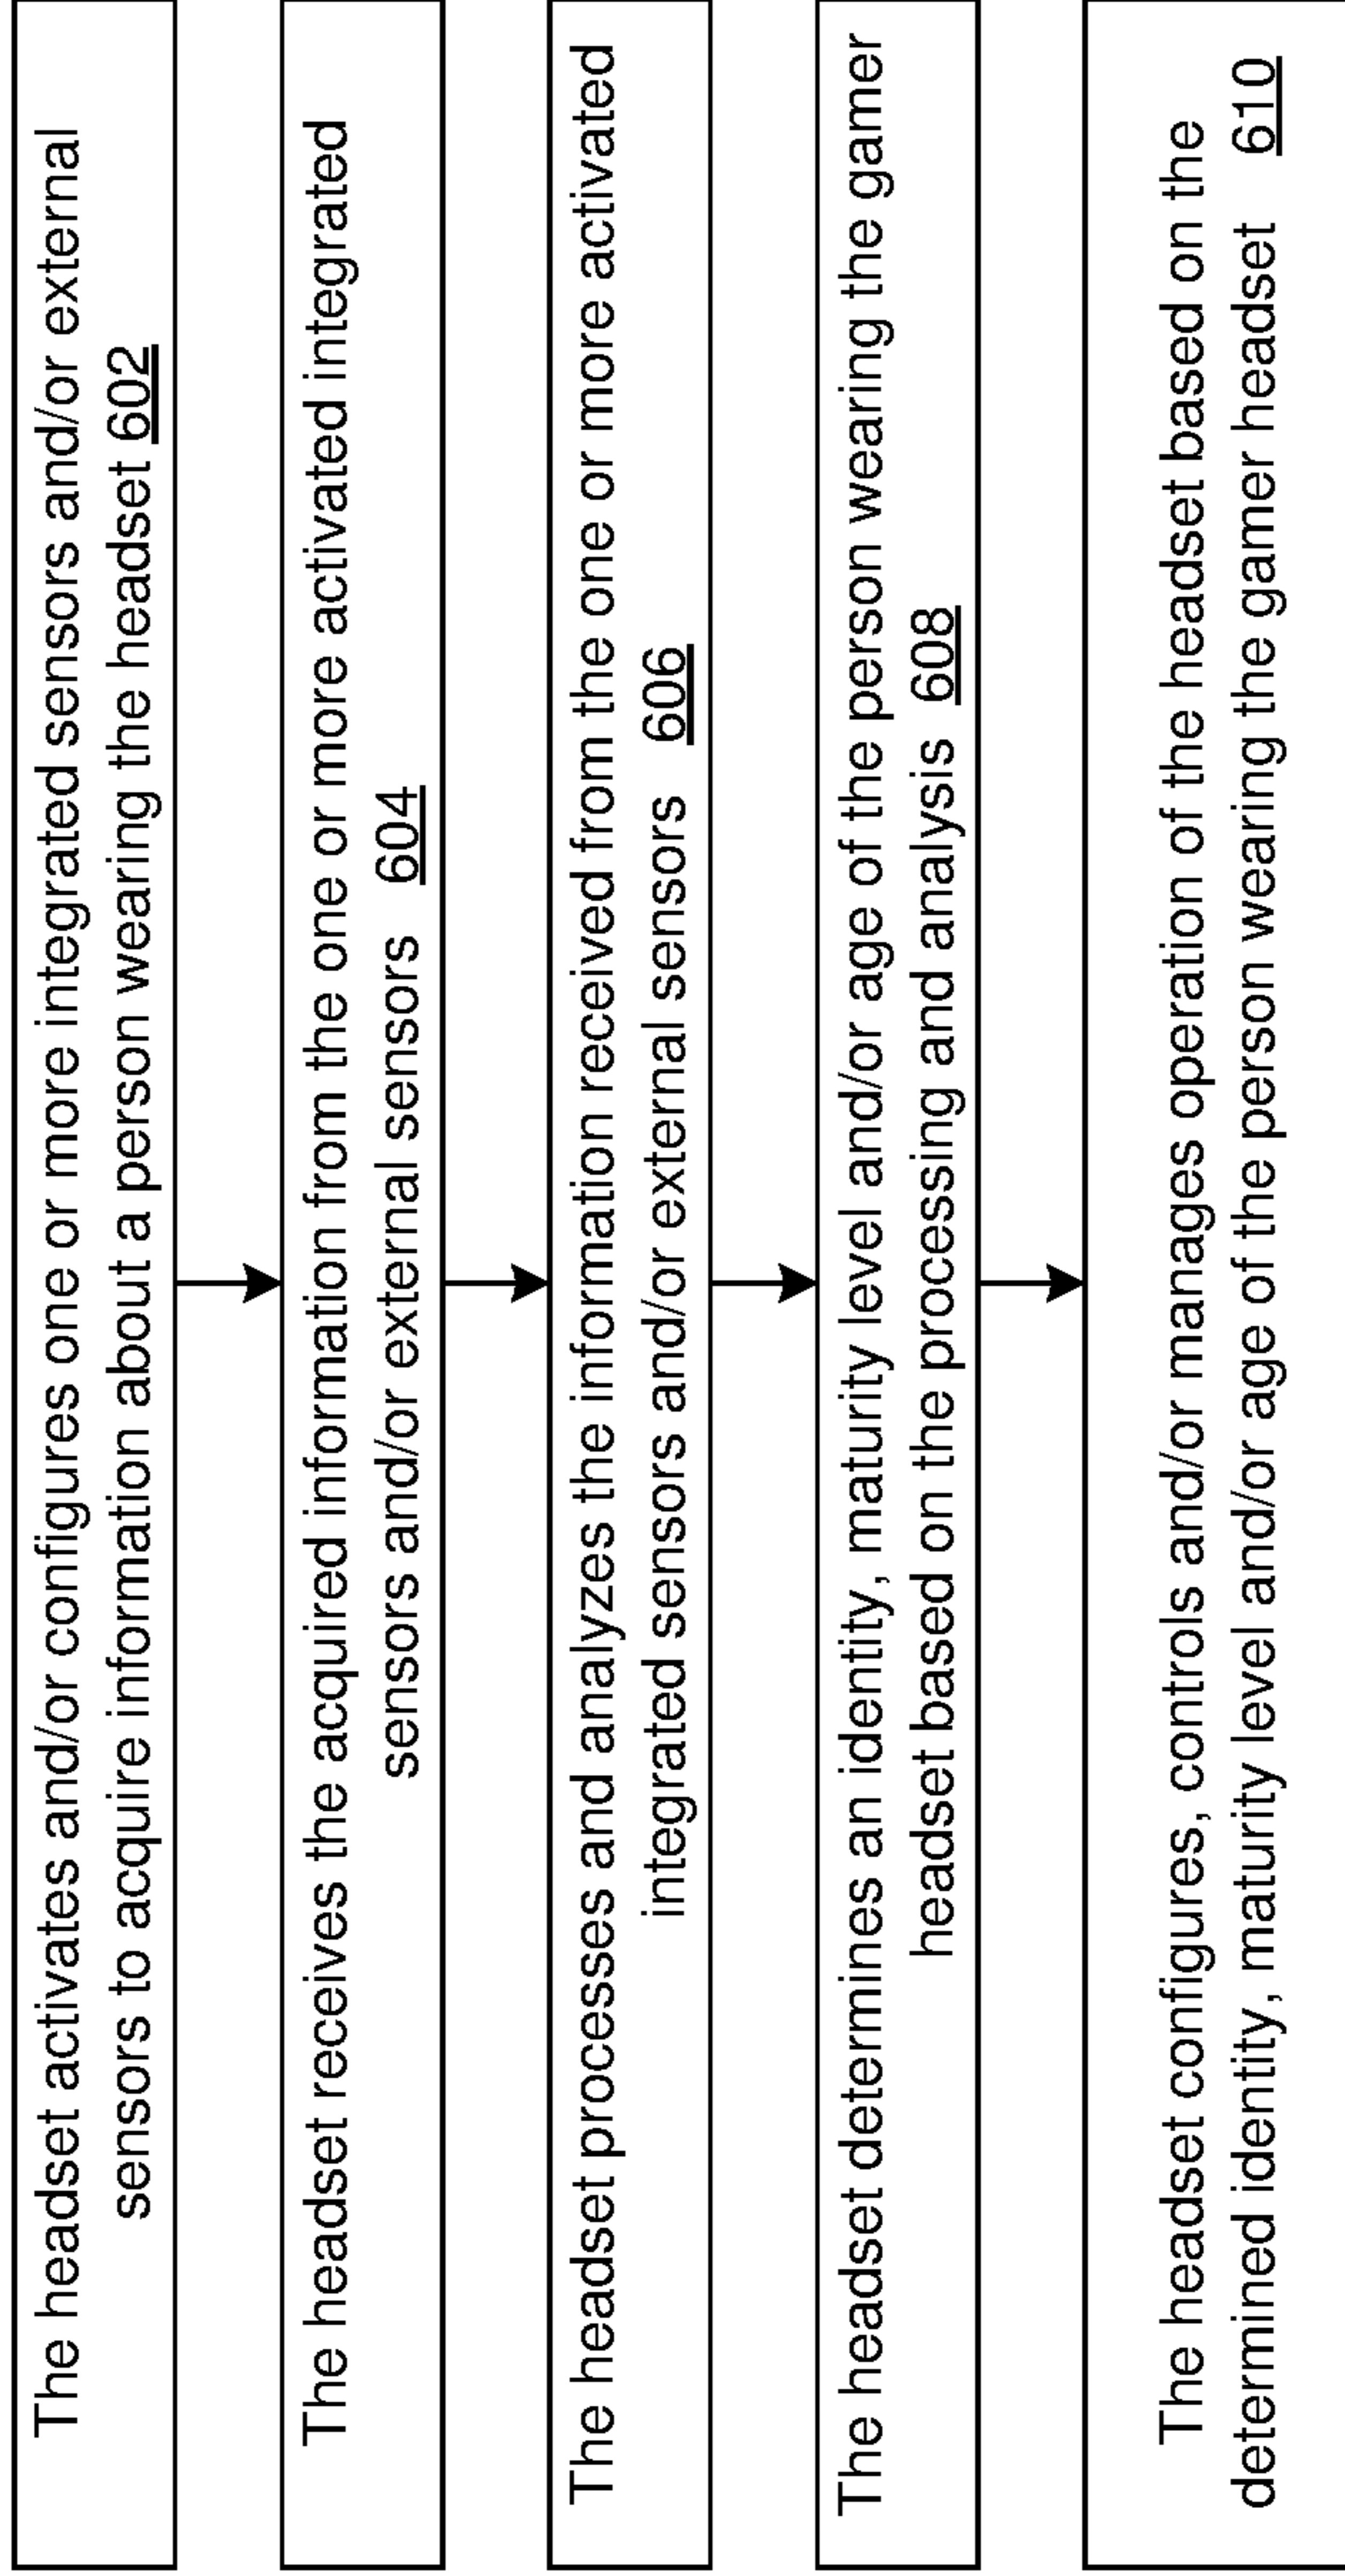 The headset activates and/or configures one or more integrated sensors and/or external
sensors to acquire information about a person wearing the headset 602
The headset receives the acquired information from the one or more activated integrated
sensors and/or external sensors 604
The headset processes and analyzes the information received from the one or more activated
integrated sensors and/or external sensors 606
The headset determines an identity, maturity level and/or age of the person wearing the gamer
headset based on the processing and analysis 608
The headset configures, controls and/or manages operation of the headset based on the
determined identity, maturity level and/or age of the person wearing the gamer headset 610